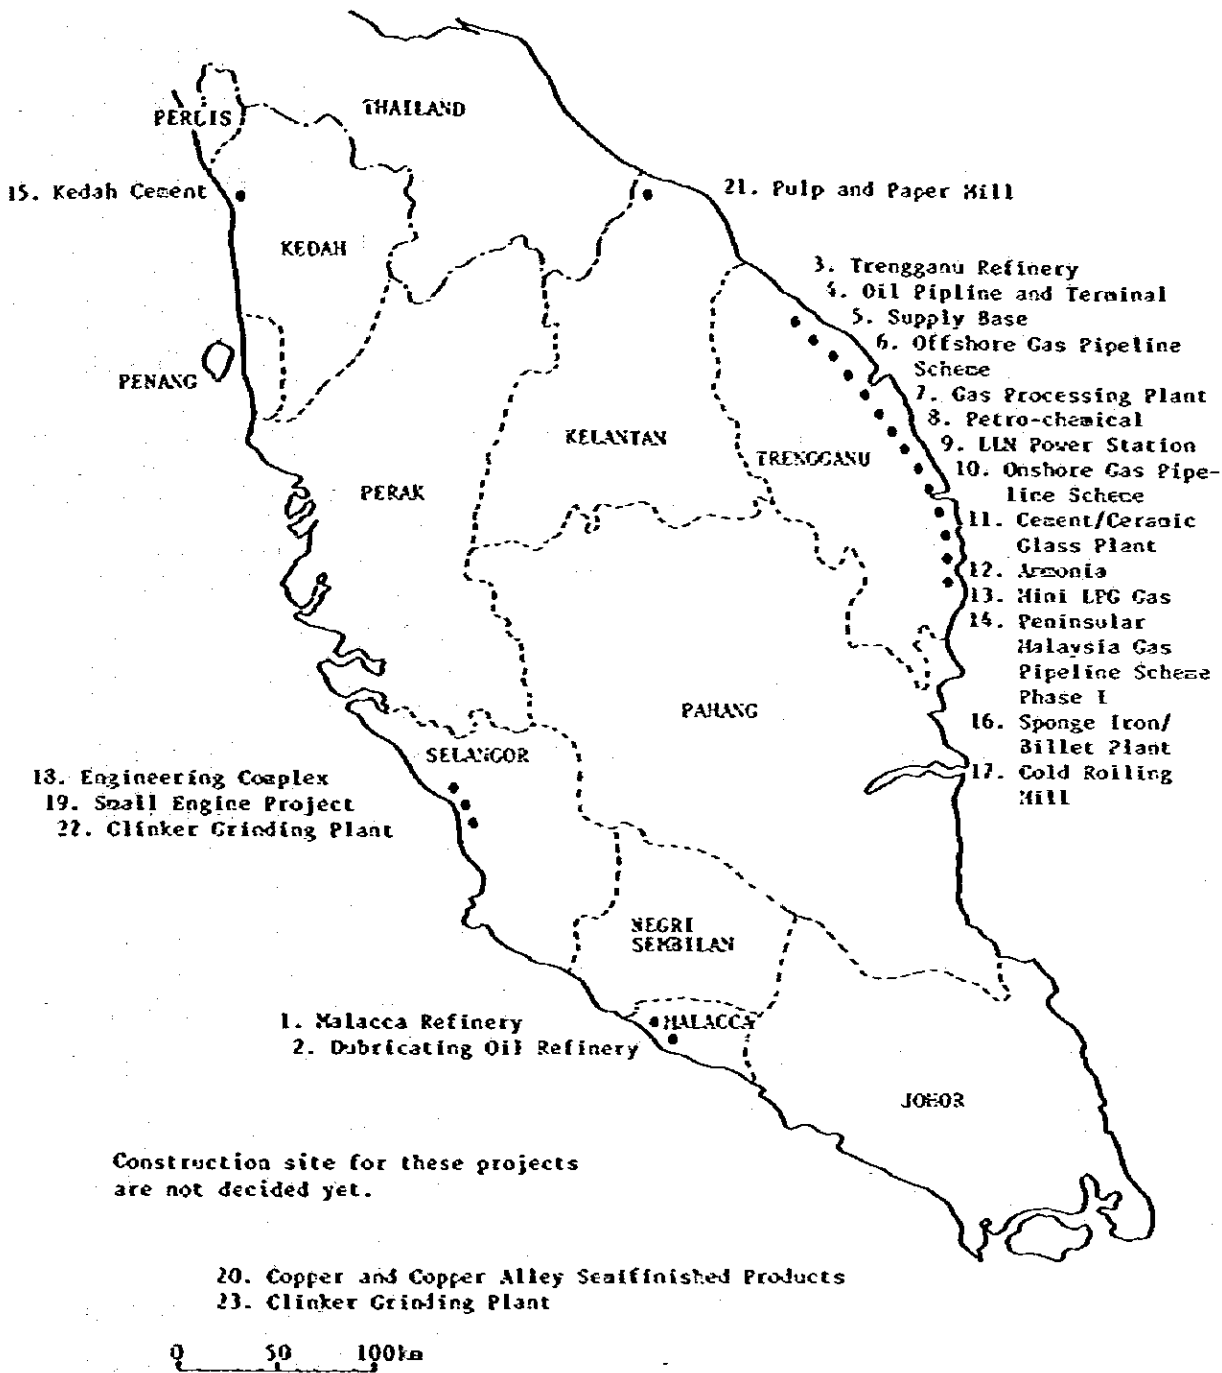 THAILAND
PERLIS
15. Kedah Cement
21. Pulp and Paper Mill
KEDAH
3. Trengganu Refinery
4. Oil Pipline and Terminal
5. Supply Base
6. Offshore Gas Pipeline
Scheme
PENANG
7. Gas Processing Plant
8. Petro-chemical
KELANTAN
9. LLN Power Station
TRENGGANU
10. Onshore Gas Pipe-
line Scheme
PERAK
11. Cement/Ceramic
Glass Plant
12. Ammonia
13. Mini LPG Gas
14. Peninsular
Malaysia Gas
Pipeline Scheme
Phase I
PAHANG
16. Sponge Iron/
Billet Plant
SELANGOR
17. Cold Rolling
Mill
18. Engineering Complex
19. Small Engine Project
22. Clinker Grinding Plant
NEGRI
SEMBILAN
1. Malacca Refinery
MALACCA
2. Dubricating Oil Refinery
JOHOR
Construction site for these projects
are not decided yet.
20. Copper and Copper Alley Semifinished Products
23. Clinker Grinding Plant
0 50 100km